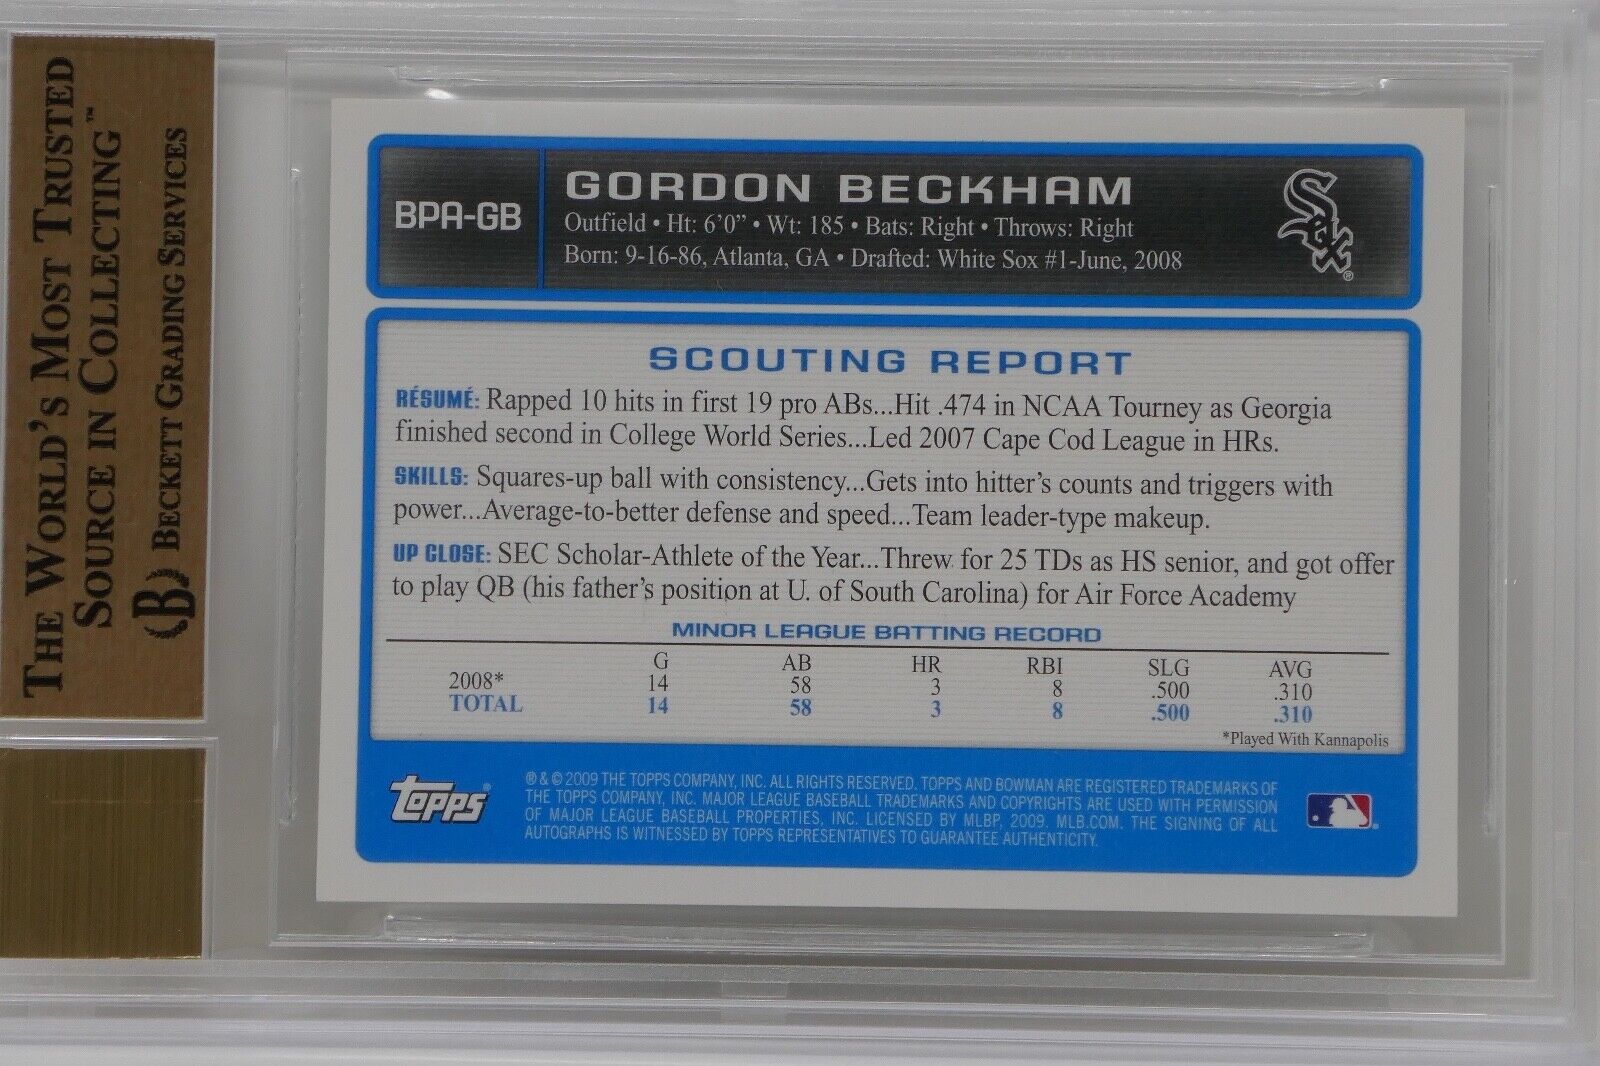 THE WORLD'S MOST TRUSTED
SOURCE IN COLLECTING™
(B) BECKETT GRADING SERVICES
BPA-GB
GORDON BECKHAM
Outfield • Ht: 6'0" • Wt: 185 • Bats: Right • Throws: Right
Born: 9-16-86, Atlanta, GA • Drafted: White Sox #1-June, 2008
Sox®
SCOUTING REPORT
RÉSUMÉ: Rapped 10 hits in first 19 pro ABs...Hit .474 in NCAA Tourney as Georgia
finished second in College World Series...Led 2007 Cape Cod League in HRs.
SKILLS: Squares-up ball with consistency...Gets into hitter's counts and triggers with
power...Average-to-better defense and speed...Team leader-type makeup.
UP CLOSE: SEC Scholar-Athlete of the Year...Threw for 25 TDs as HS senior, and got offer
to play QB (his father's position at U. of South Carolina) for Air Force Academy
MINOR LEAGUE BATTING RECORD
G AB HR RBI SLG AVG
2008* 14 58 3 8 .500 .310
TOTAL 14 58 3 8 .500 .310
*Played With Kannapolis
Topps®
® & © 2009 THE TOPPS COMPANY, INC. ALL RIGHTS RESERVED. TOPPS AND BOWMAN ARE REGISTERED TRADEMARKS OF
THE TOPPS COMPANY, INC. MAJOR LEAGUE BASEBALL TRADEMARKS AND COPYRIGHTS ARE USED WITH PERMISSION
OF MAJOR LEAGUE BASEBALL PROPERTIES, INC. LICENSED BY MLBP, 2009. MLB.COM. THE SIGNING OF ALL
AUTOGRAPHS IS WITNESSED BY TOPPS REPRESENTATIVES TO GUARANTEE AUTHENTICITY.